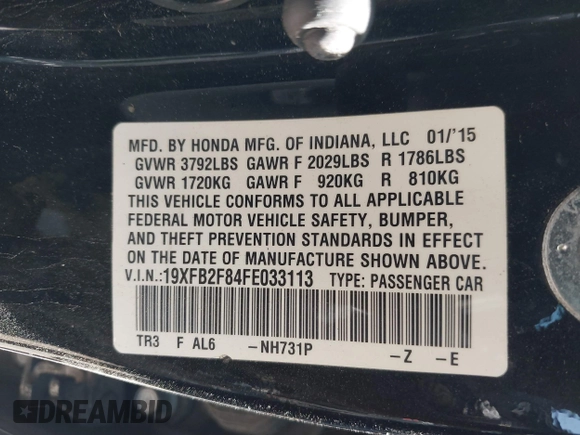 MFD. BY HONDA MFG. OF INDIANA, LLC 01/'15
GVWR 3792LBS GAWR F 2029LBS R 1786LBS
GVWR 1720KG GAWR F 920KG R 810KG
THIS VEHICLE CONFORMS TO ALL APPLICABLE
FEDERAL MOTOR VEHICLE SAFETY, BUMPER,
AND THEFT PREVENTION STANDARDS IN EFFECT
ON THE DATE OF MANUFACTURE SHOWN ABOVE.
V.I.N.:19XFB2F84FE033113 TYPE: PASSENGER CAR
TR3 F AL6 -NH731P -Z -E
DREAMBID